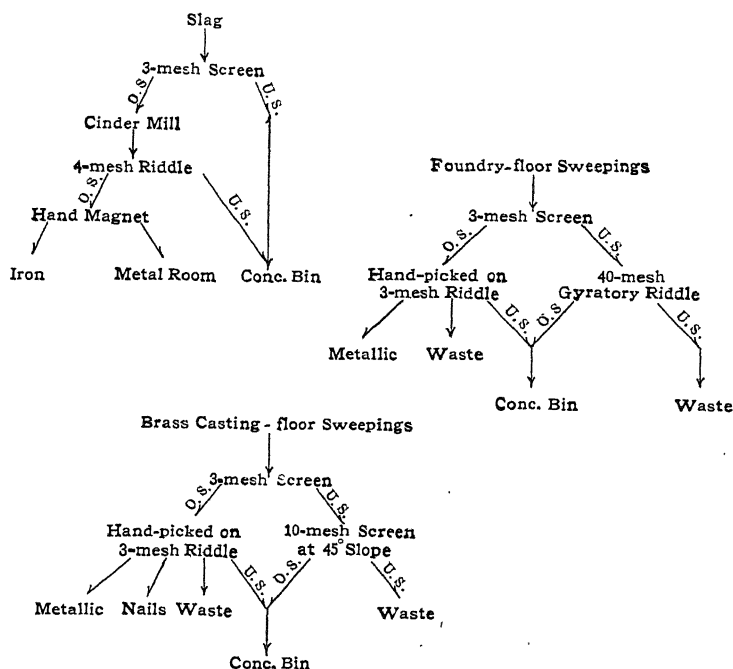 Slag
3-mesh Screen
O.S.
U.S.
Cinder Mill
4-mesh Riddle
O.S.
U.S.
Hand Magnet
Iron
Metal Room
Conc. Bin
Foundry-floor Sweepings
3-mesh Screen
O.S.
U.S.
Hand-picked on
3-mesh Riddle
40-mesh
Gyratory Riddle
U.S.
O.S
U.S.
Metallic
Waste
Conc. Bin
Waste
Brass Casting - floor Sweepings
3-mesh Screen
O.S.
U.S.
Hand-picked on
3-mesh Riddle
10-mesh Screen
at 45° Slope
U.S.
O.S.
U.S.
Metallic
Nails
Waste
Waste
Conc. Bin